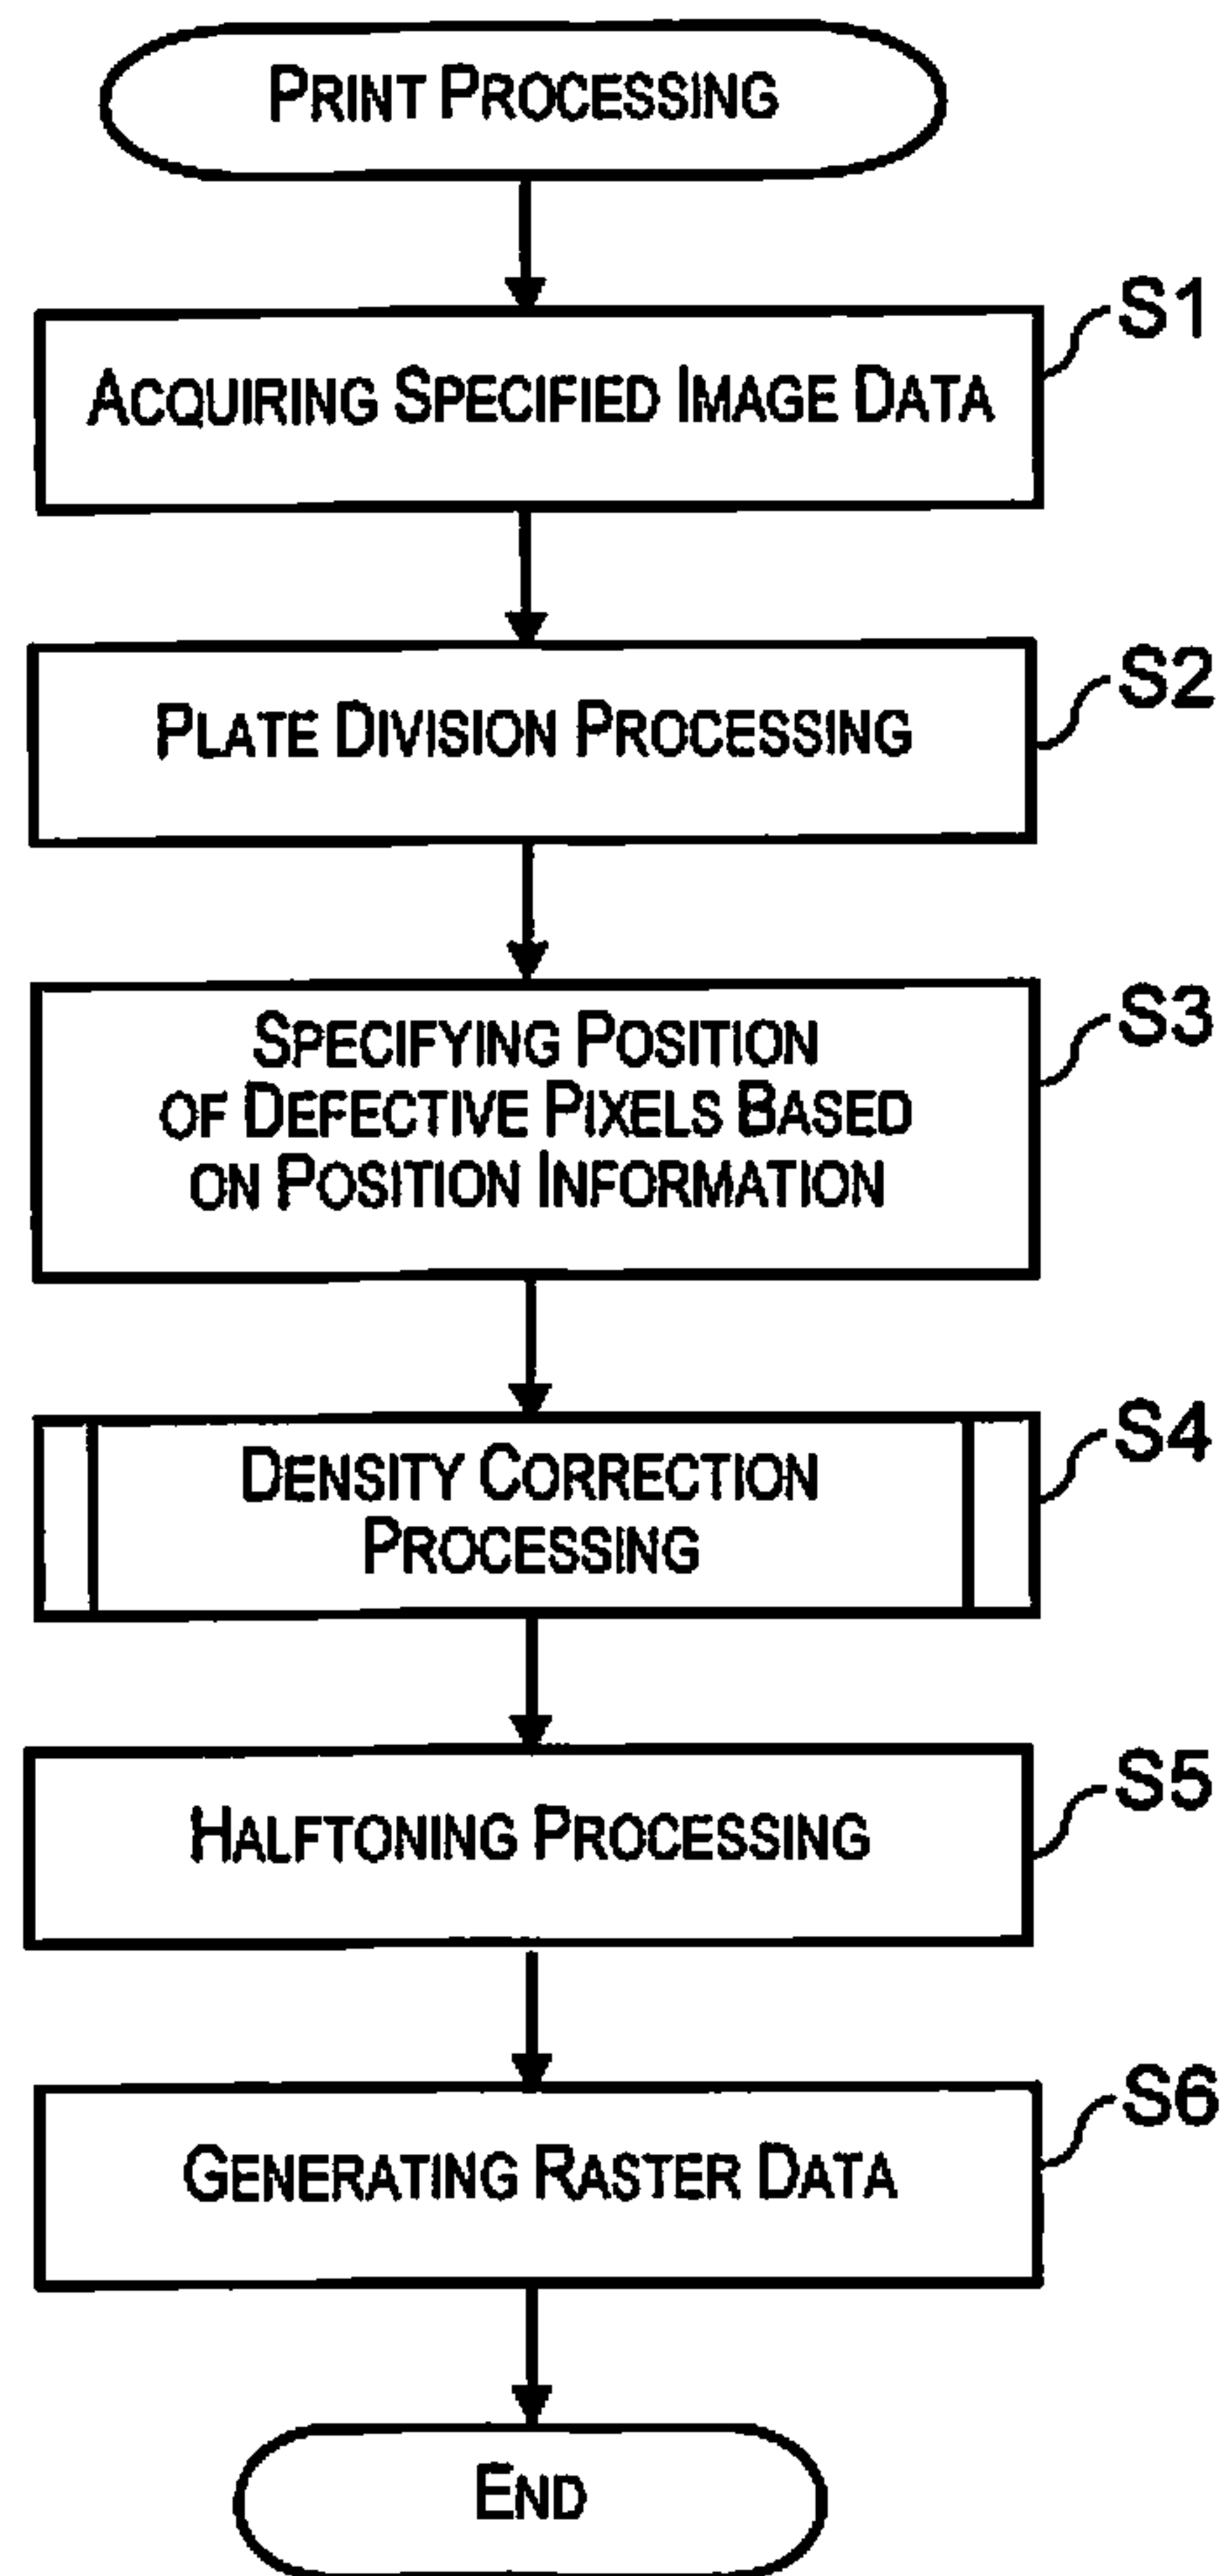 PRINT PROCESSING
S1
ACQUIRING SPECIFIED IMAGE DATA
S2
PLATE DIVISION PROCESSING
S3
SPECIFYING POSITION
OF DEFECTIVE PIXELS BASED
ON POSITION INFORMATION
S4
DENSITY CORRECTION
PROCESSING
S5
HALFTONING PROCESSING
S6
GENERATING RASTER DATA
END